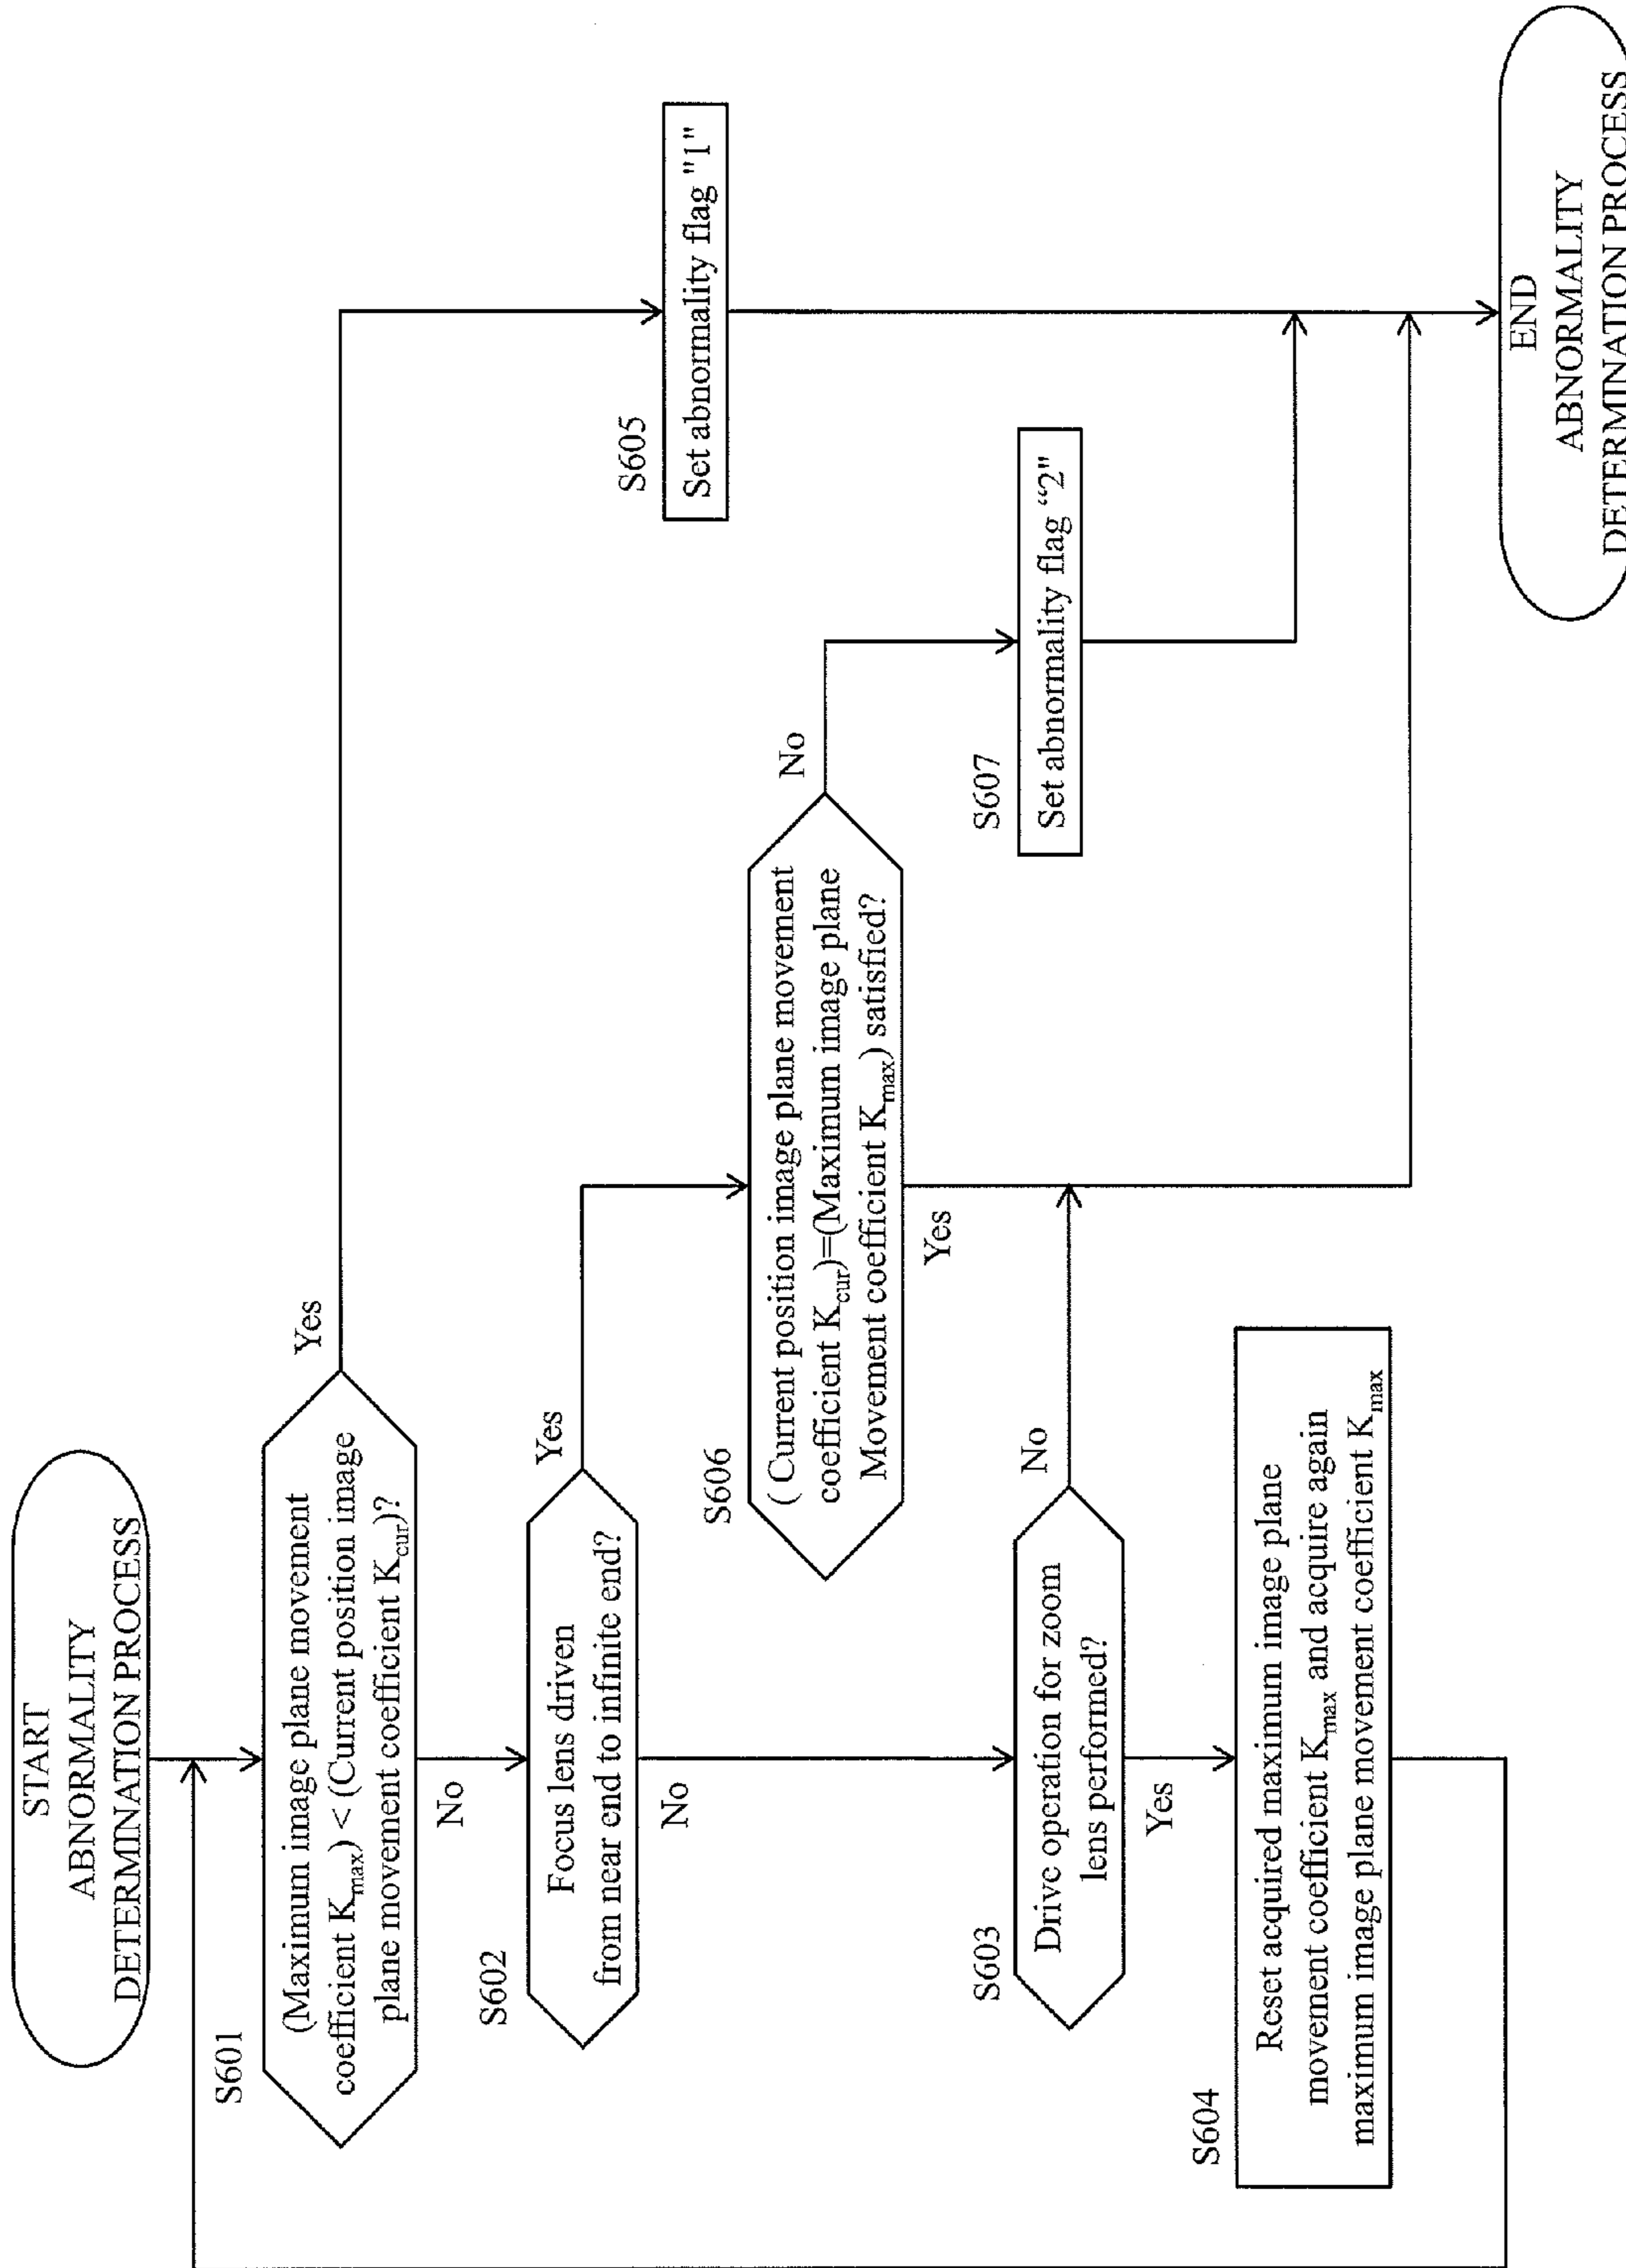 START
ABNORMALITY
DETERMINATION PROCESS
S601
(Maximum image plane movement
coefficient Kmax) < (Current position image
plane movement coefficient Kcur)?
Yes
No
S602
Focus lens driven
from near end to infinite end?
Yes
No
S603
Drive operation for zoom
lens performed?
No
Yes
S604
Reset acquired maximum image plane
movement coefficient Kmax and acquire again
maximum image plane movement coefficient Kmax
S606
( Current position image plane movement
coefficient Kcur)=(Maximum image plane
Movement coefficient Kmax) satisfied?
No
Yes
S607
Set abnormality flag “2"
S605
Set abnormality flag "1"
END
ABNORMALITY
DETERMINATION PROCESS